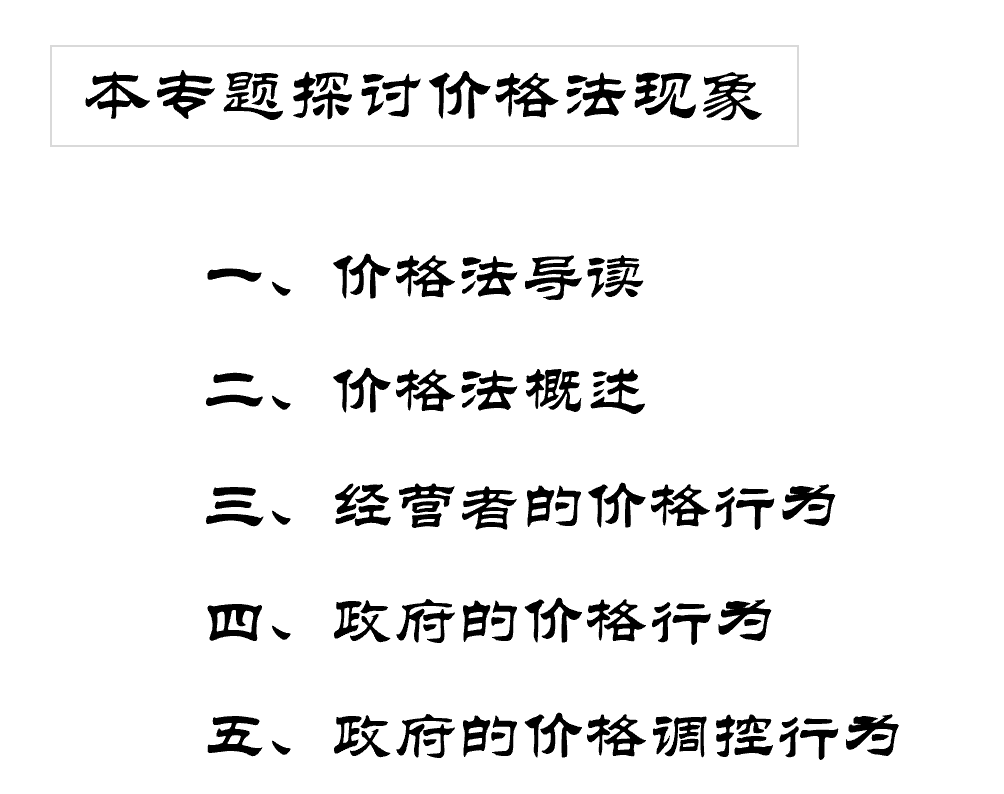 本专题探讨价格法现象
一、价格法导读
二、价格法概述
三、经营者的价格行为
四、政府的价格行为
五、政府的价格调控行为